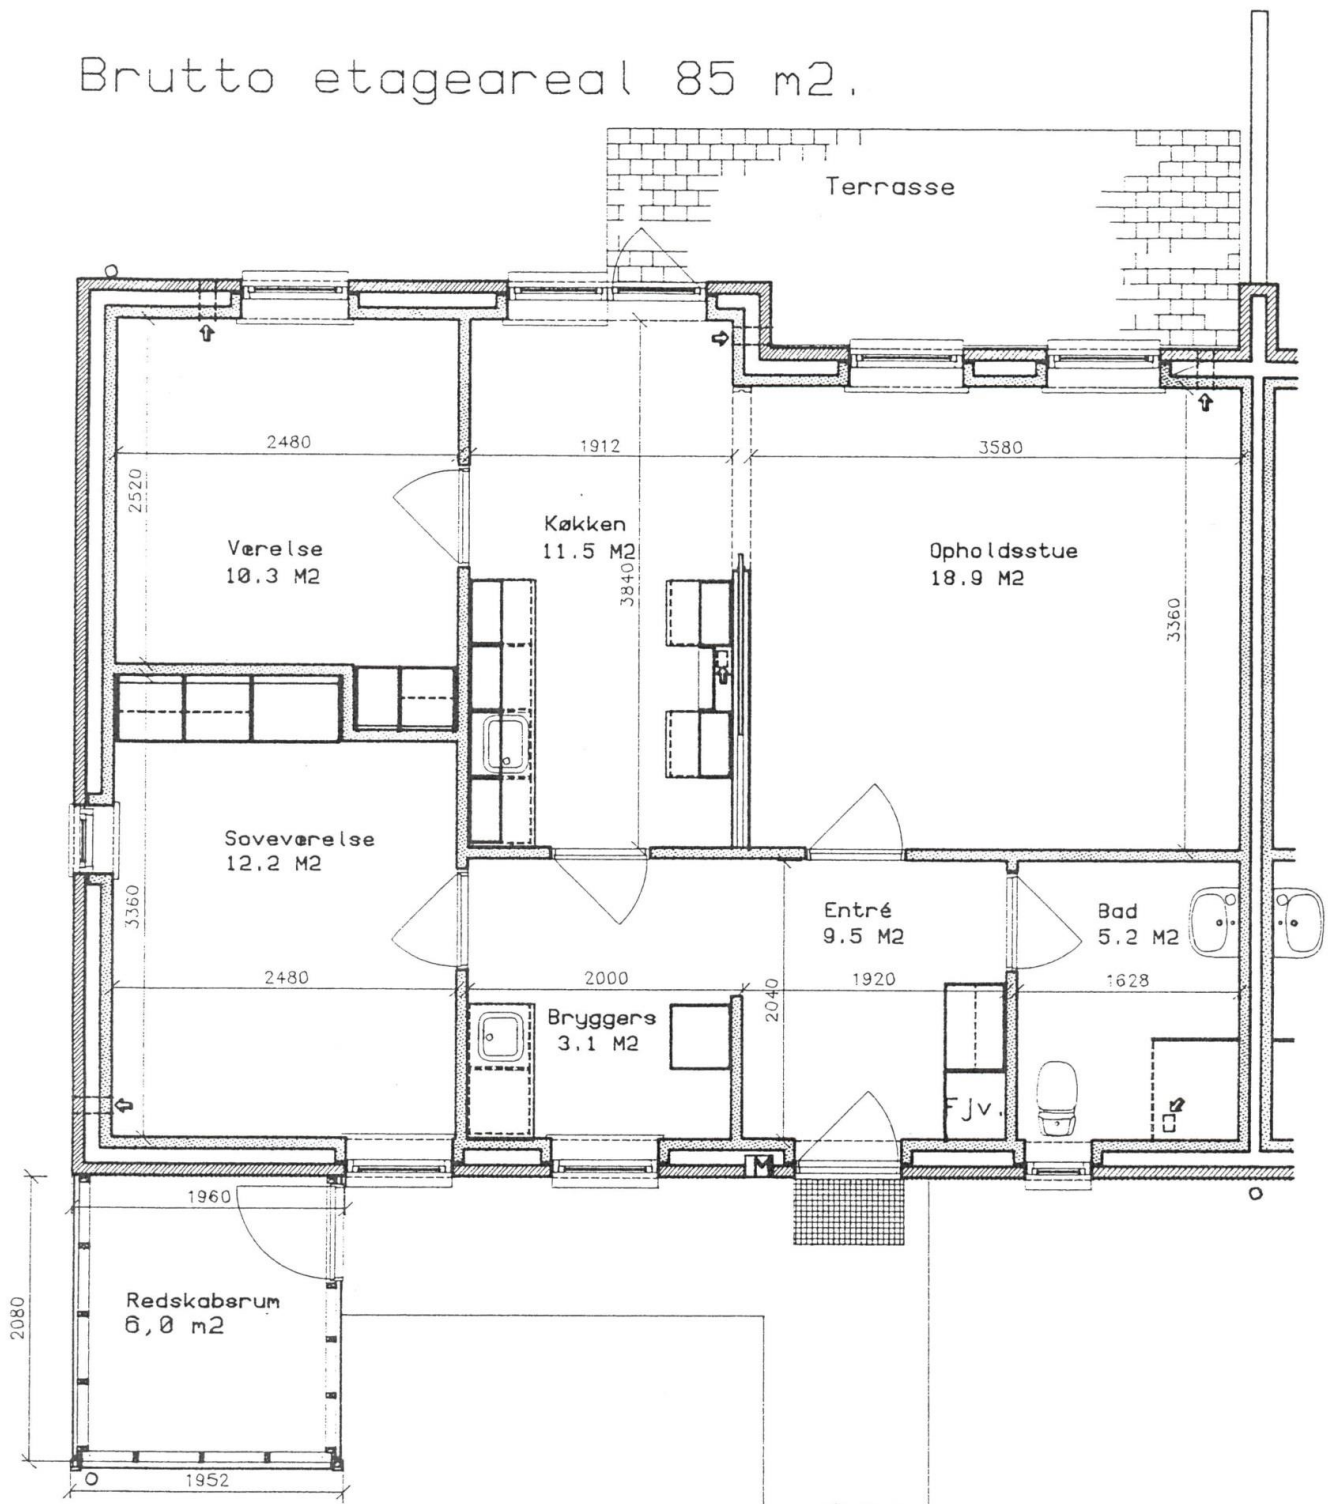 Brutto etageareal 85 m2.
Terrasse
2480
1912
3580
2520
Værelse
10.3 M2
Køkken
11.5 M2
3840
Opholdsstue
18.9 M2
3360
Soveværelse
12.2 M2
3360
2480
2000
Entré
9.5 M2
1920
2040
Bad
5.2 M2
1628
Bryggers
3.1 M2
Fjv.
M
1960
Redskabsrum
6,0 m2
2080
1952